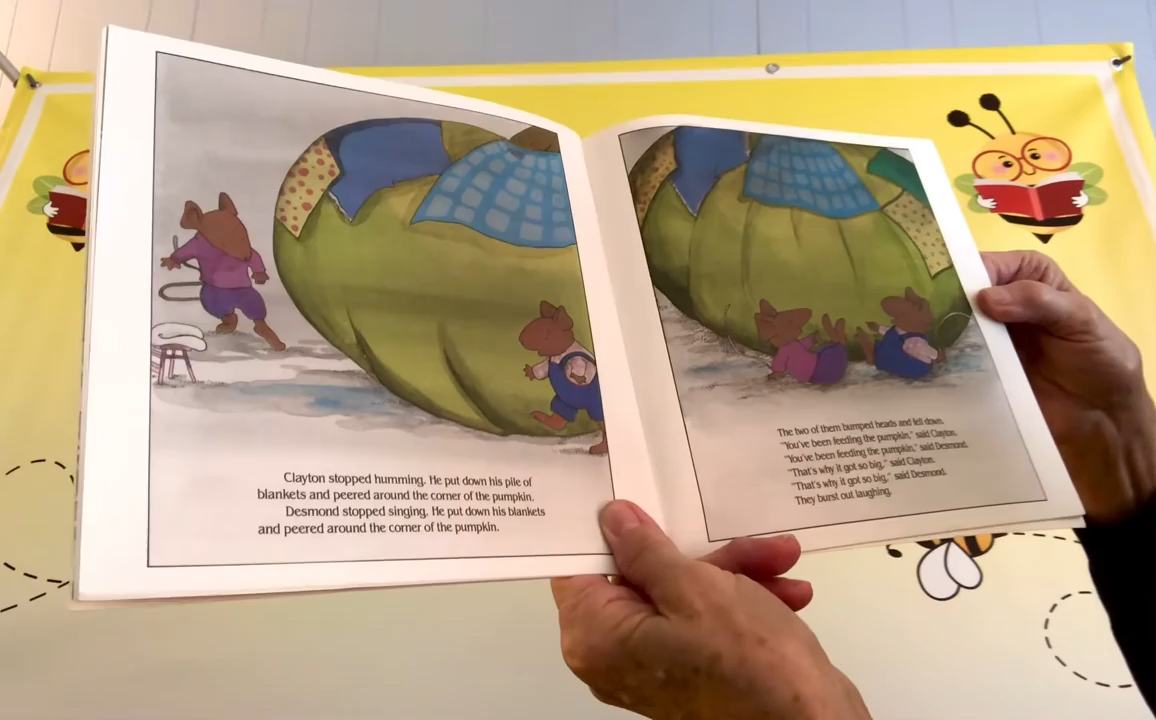 Clayton stopped humming. He put down his pile of
blankets and peered around the corner of the pumpkin.
Desmond stopped singing. He put down his blankets
and peered around the corner of the pumpkin.
The two of them bumped heads and fell down.
"You've been feeding the pumpkin," said Clayton.
"You've been feeding the pumpkin," said Desmond.
"That's why it got so big," said Clayton.
"That's why it got so big," said Desmond.
They burst out laughing.